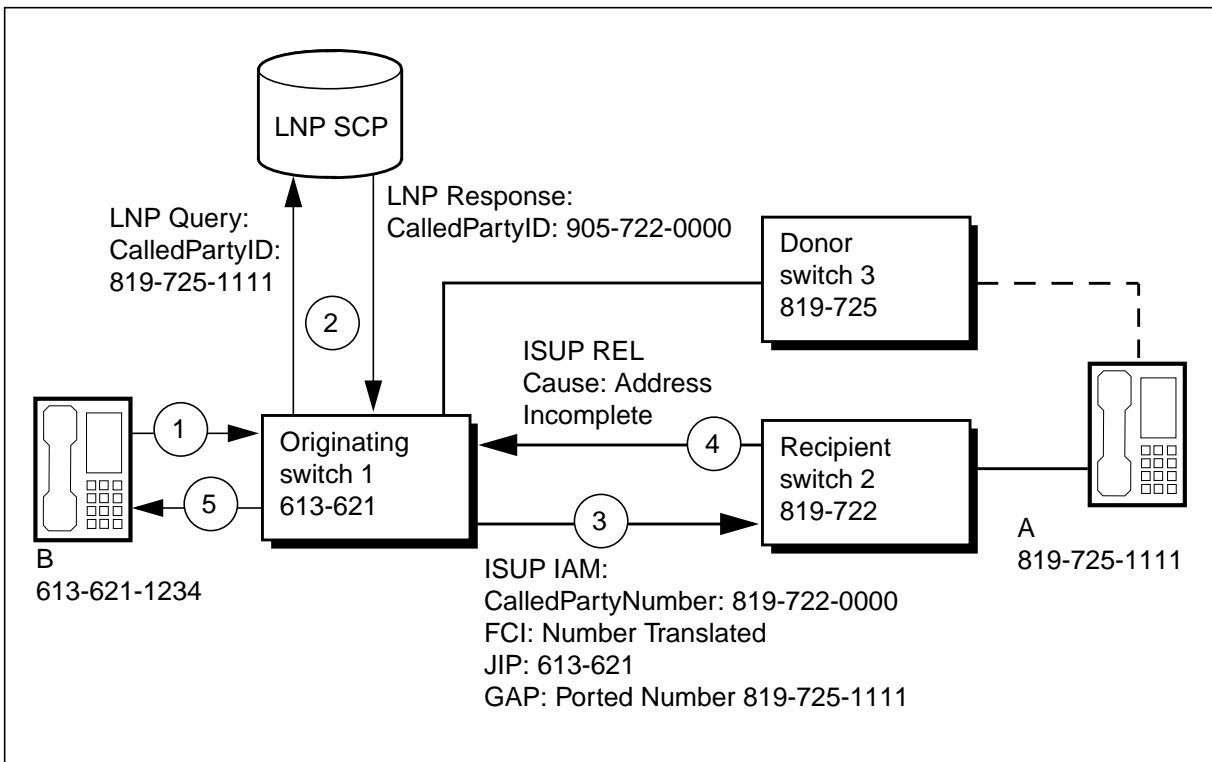 LNP SCP
LNP Query:
CalledPartyID:
819-725-1111
LNP Response:
CalledPartyID: 905-722-0000
2
Donor
switch 3
819-725
ISUP REL
Cause: Address
Incomplete
1
Originating
switch 1
613-621
4
Recipient
switch 2
819-722
5
3
B
613-621-1234
A
819-725-1111
ISUP IAM:
CalledPartyNumber: 819-722-0000
FCI: Number Translated
JIP: 613-621
GAP: Ported Number 819-725-1111